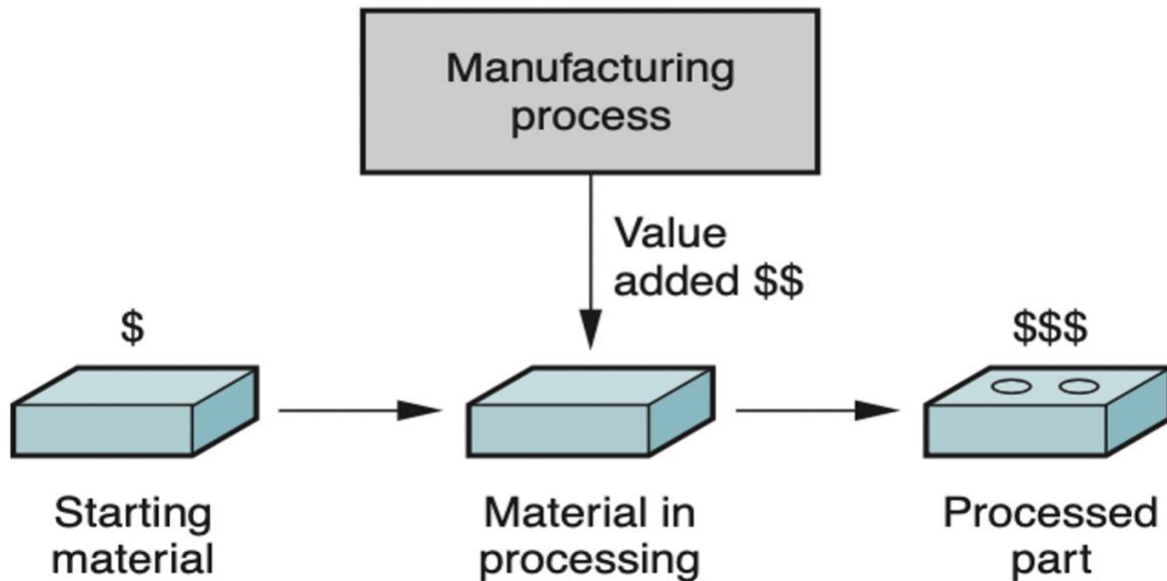 Manufacturing
process
Value
added $$
$
$$$
Starting
material
Material in
processing
Processed
part